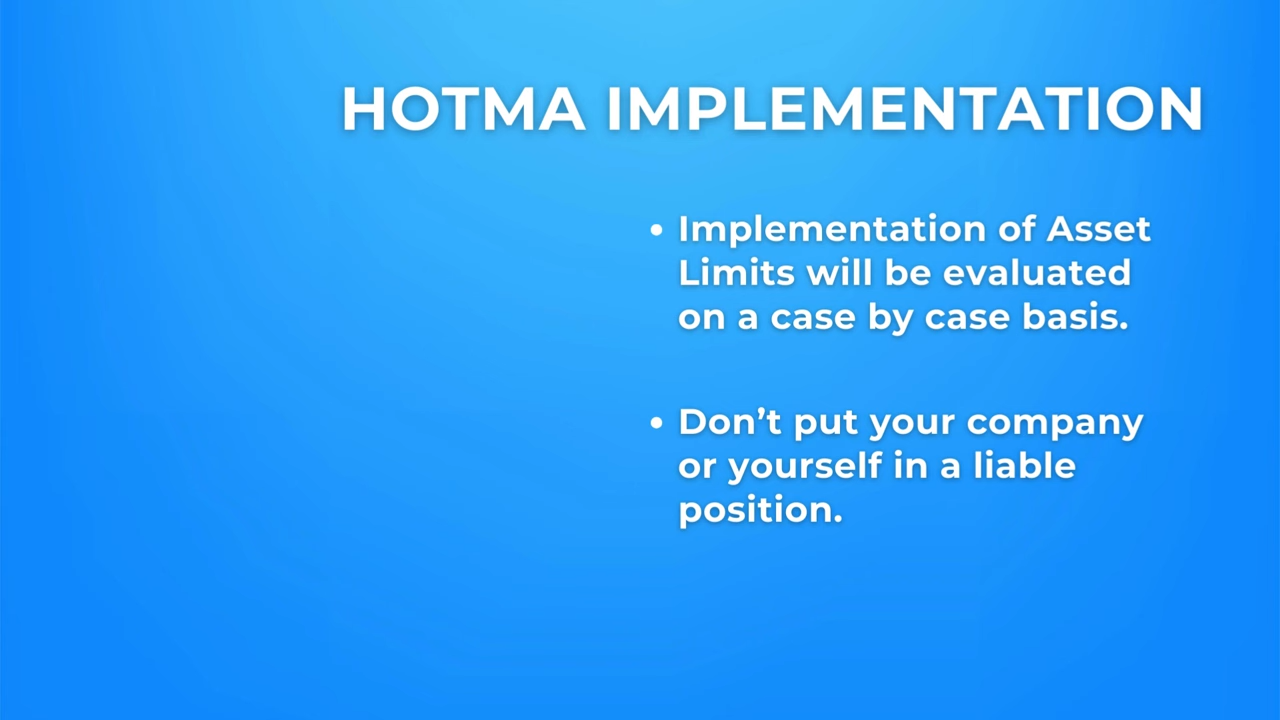 HOTMA IMPLEMENTATION
• Implementation of Asset
Limits will be evaluated
on a case by case basis.
• Don’t put your company
or yourself in a liable
position.